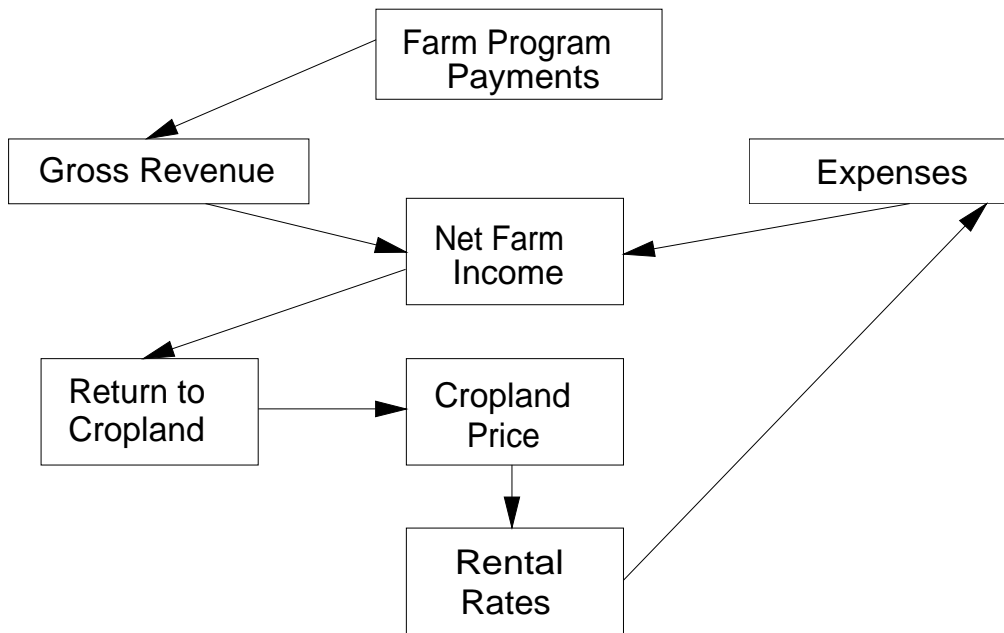 Farm Program
Payments
Gross Revenue
Expenses
Net Farm
Income
Return to
Cropland
Cropland
Price
Rental
Rates